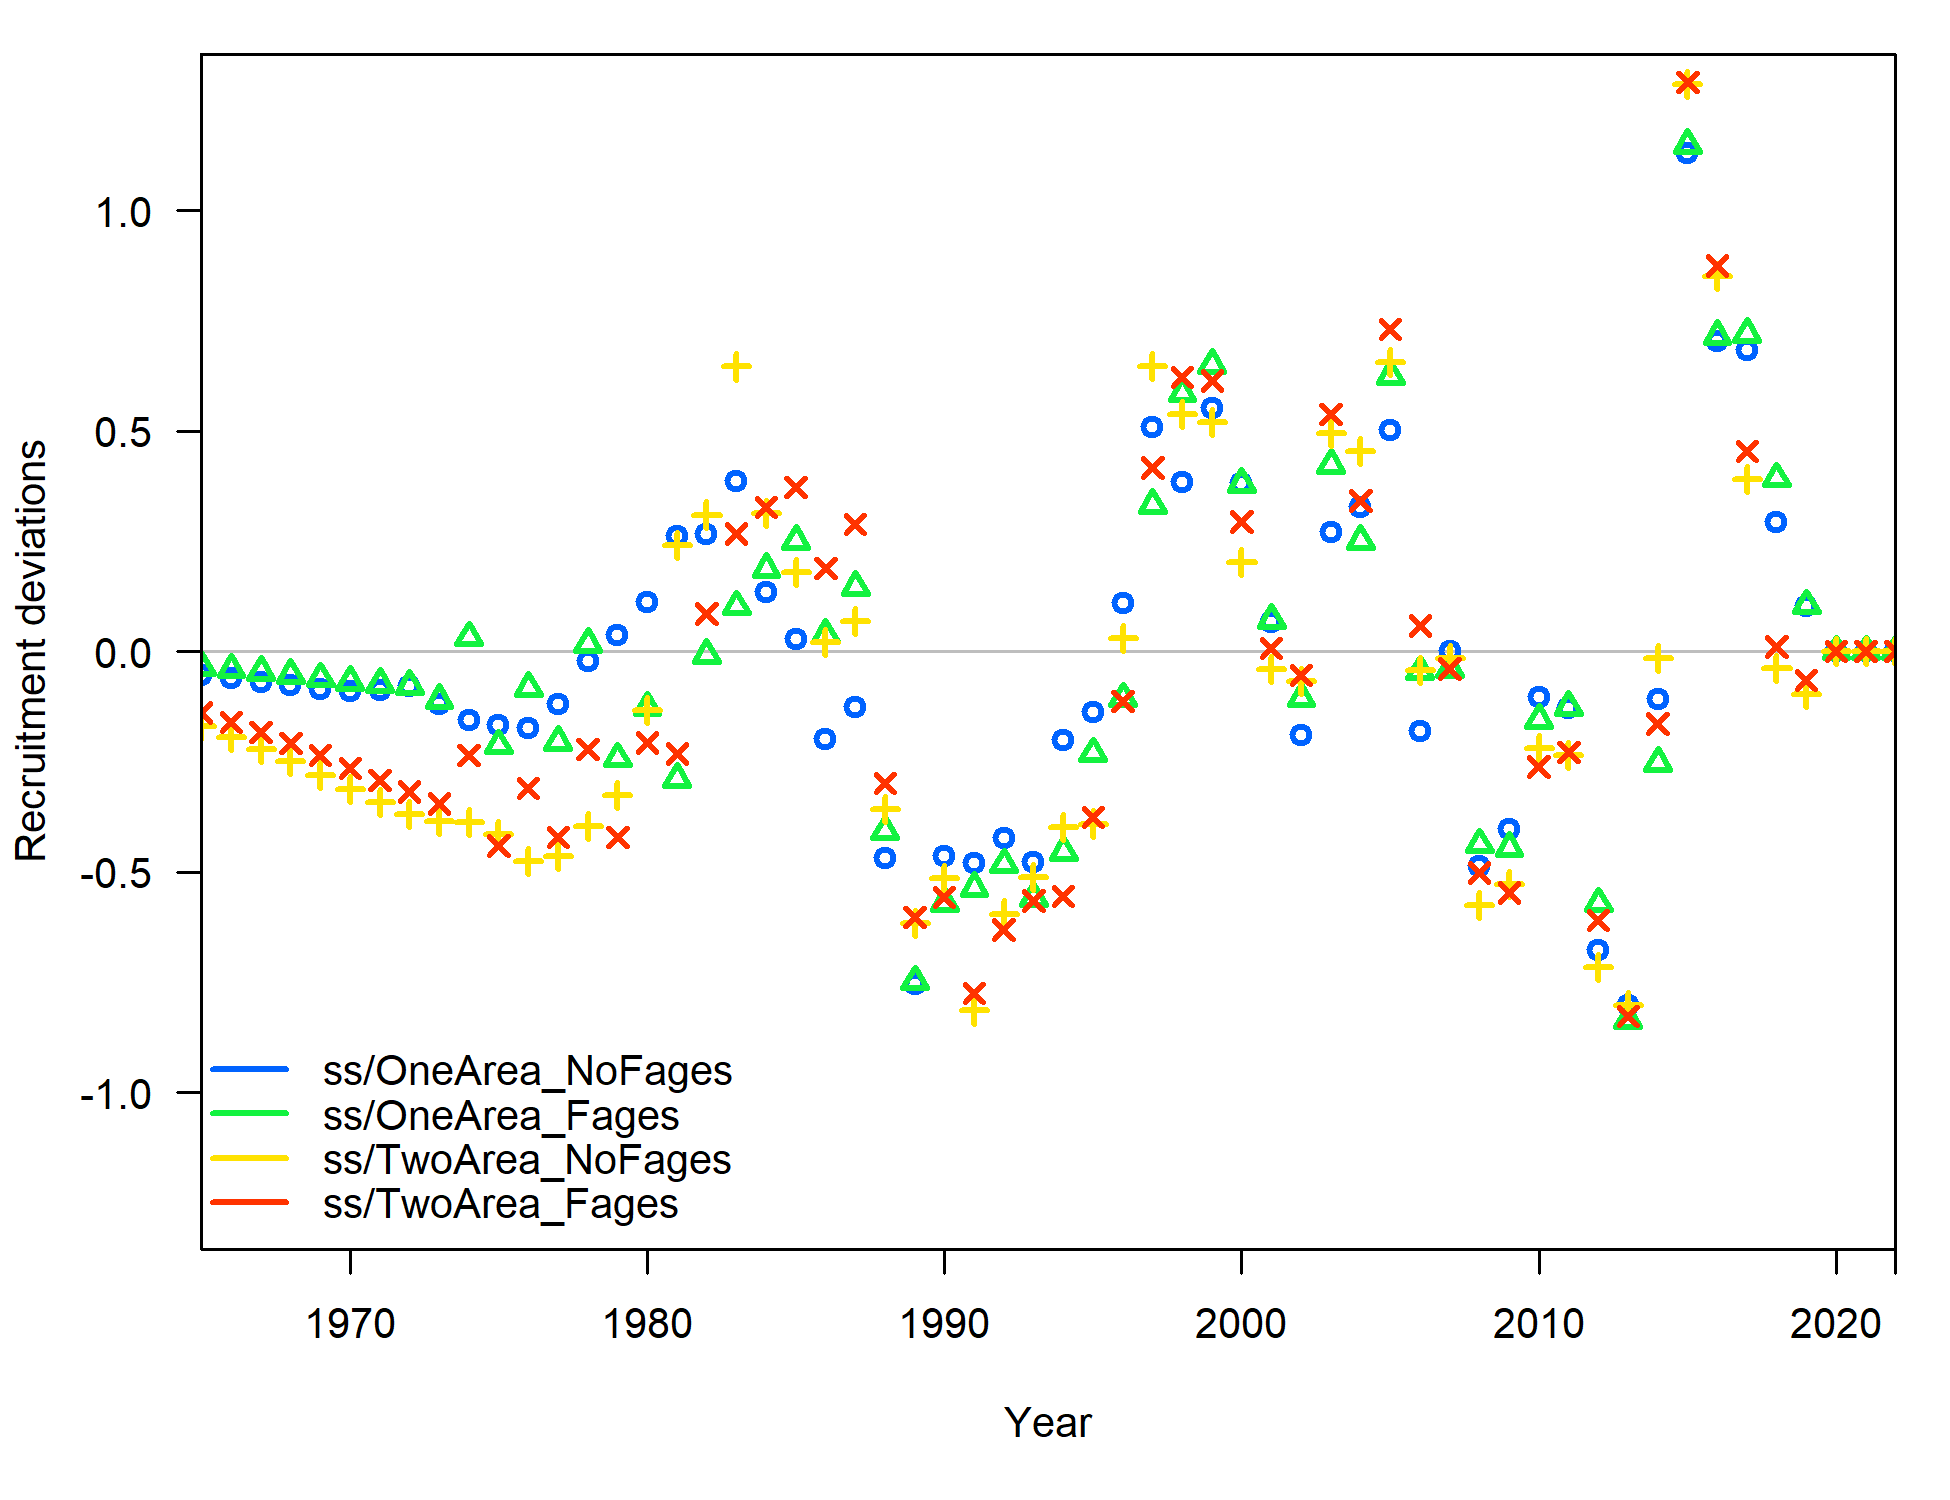 1.0
0.5
0.0
-0.5
-1.0
Recruitment deviations
ss/OneArea_NoFages
ss/OneArea_Fages
ss/TwoArea_NoFages
ss/TwoArea_Fages
1970 1980 1990 2000 2010 2020
Year